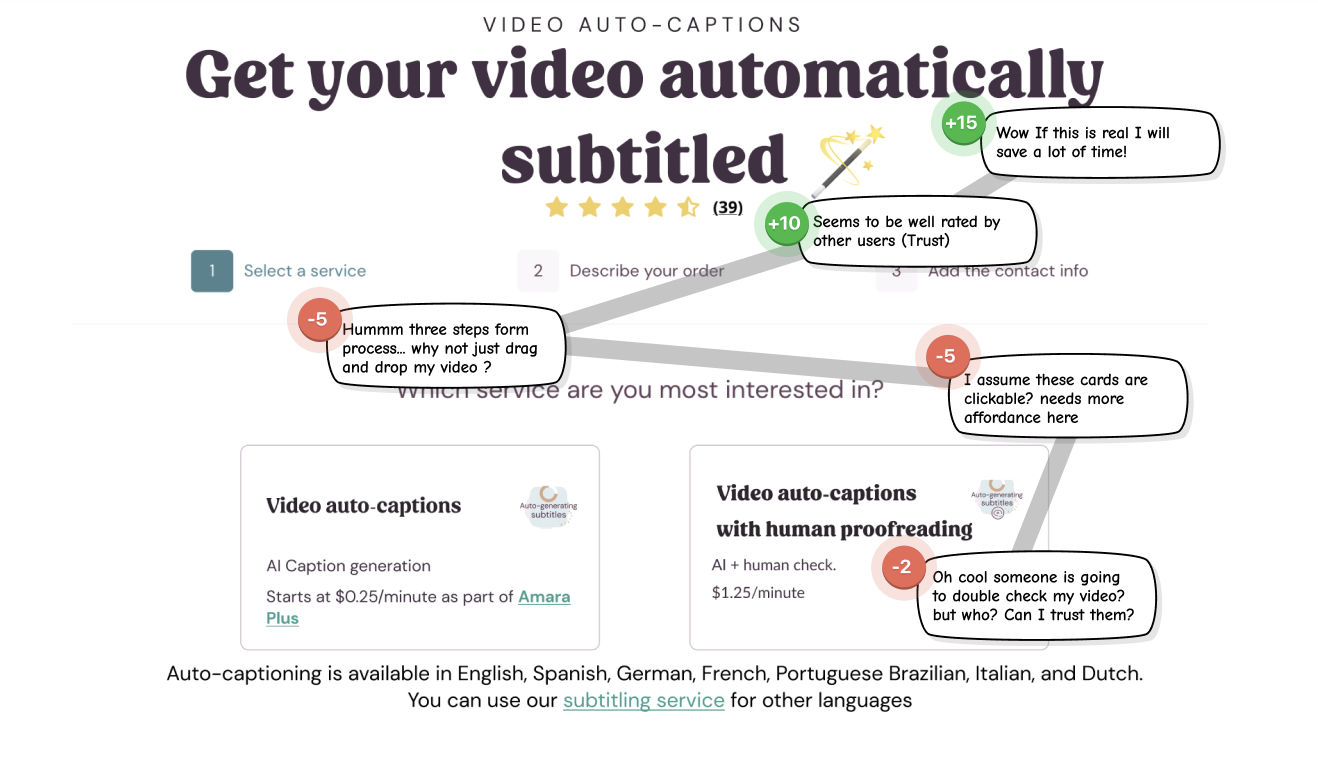 VIDEO AUTO-CAPTIONS
Get your video automatically
subtitled
+15
Wow If this is real I will
save a lot of time!
(39)
+10
Seems to be well rated by
other users (Trust)
1 Select a service
2 Describe your order
3 Add the contact info
-5
Hummm three steps form
process... why not just drag
and drop my video ?
-5
I assume these cards are
clickable? needs more
affordance here
Which service are you most interested in?
Video auto-captions
Auto-generating
subtitles
AI Caption generation
Starts at $0.25/minute as part of Amara
Plus
Video auto-captions
with human proofreading
Auto-generating
subtitles
AI + human check.
$1.25/minute
-2
Oh cool someone is going
to double check my video?
but who? Can I trust them?
Auto-captioning is available in English, Spanish, German, French, Portuguese Brazilian, Italian, and Dutch.
You can use our subtitling service for other languages